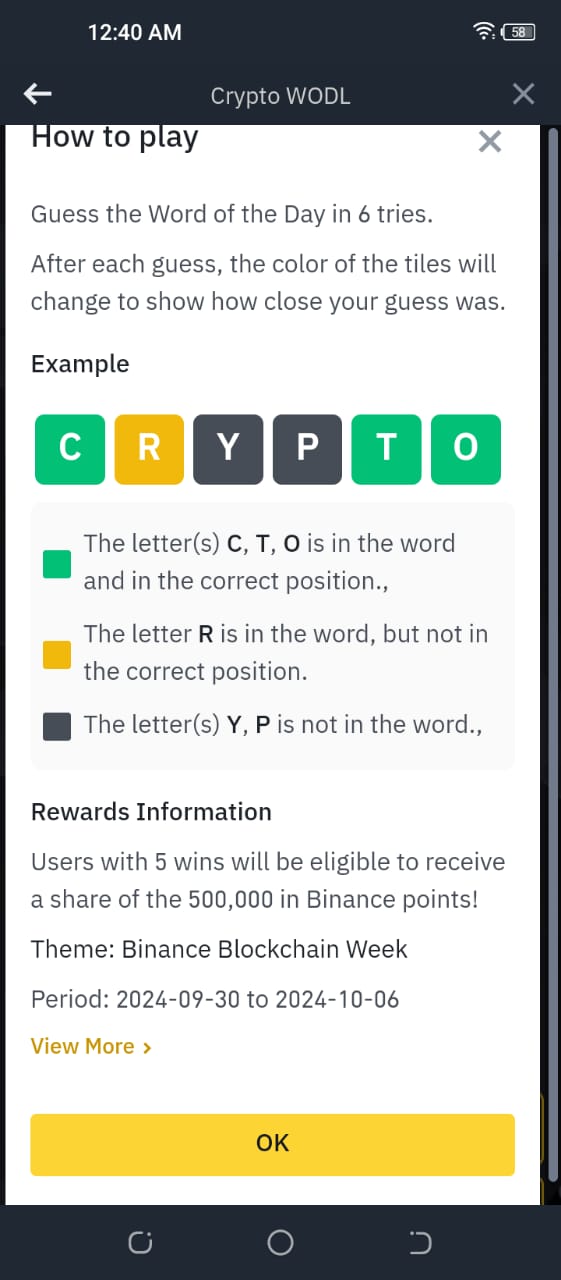 12:40 AM
58
Crypto WODL
How to play
Guess the Word of the Day in 6 tries.
After each guess, the color of the tiles will
change to show how close your guess was.
Example
C R Y P T O
The letter(s) C, T, O is in the word
and in the correct position.,
The letter R is in the word, but not in
the correct position.
The letter(s) Y, P is not in the word.,
Rewards Information
Users with 5 wins will be eligible to receive
a share of the 500,000 in Binance points!
Theme: Binance Blockchain Week
Period: 2024-09-30 to 2024-10-06
View More
OK